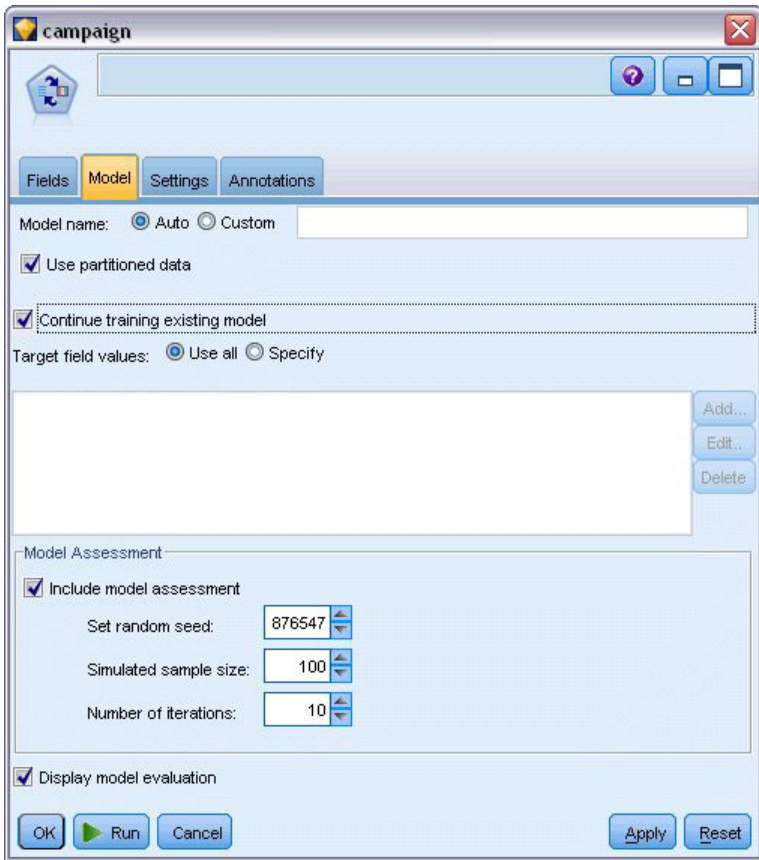 campaign
Fields Model Settings Annotations
Model name: Auto Custom
Use partitioned data
Continue training existing model
Target field values: Use all Specify
Add...
Edit..
Delete
Model Assessment
Include model assessment
Set random seed: 876547
Simulated sample size: 100
Number of iterations: 10
Display model evaluation
OK Run Cancel Apply Reset